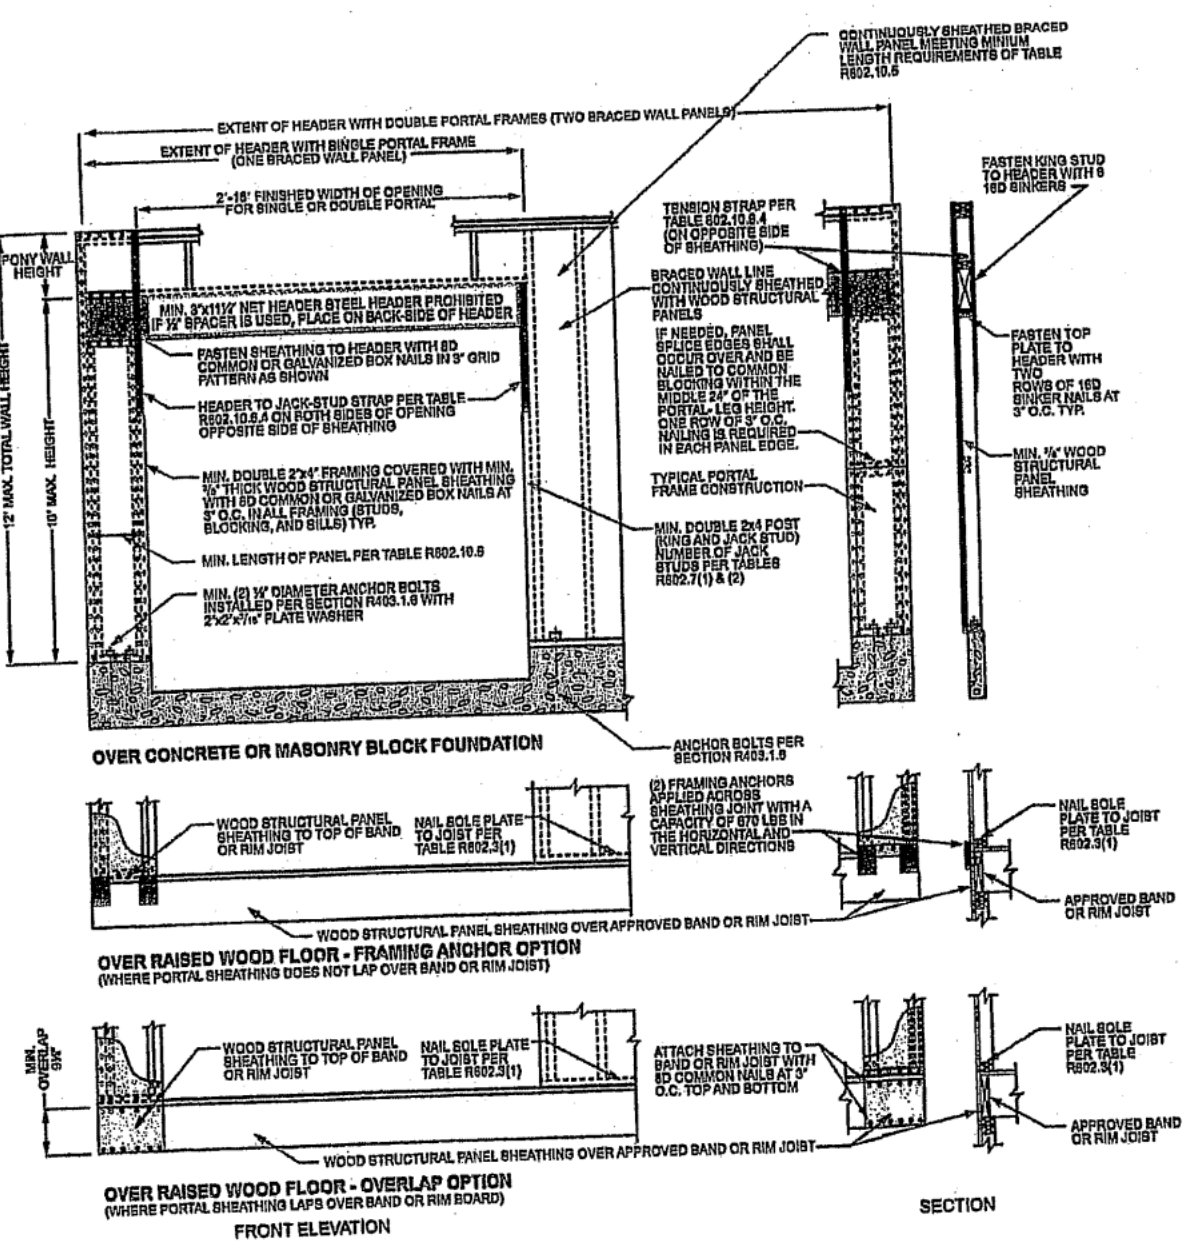 CONTINUOUSLY SHEATHED BRACED
WALL PANEL MEETING MINIUM
LENGTH REQUIREMENTS OF TABLE
R602.10.5
EXTENT OF HEADER WITH DOUBLE PORTAL FRAMES (TWO BRACED WALL PANELS)
EXTENT OF HEADER WITH SINGLE PORTAL FRAME
(ONE BRACED WALL PANEL)
2'-18' FINISHED WIDTH OF OPENING
FOR SINGLE OR DOUBLE PORTAL
FASTEN KING STUD
TO HEADER WITH 6
16D SINKERS
TENSION STRAP PER
TABLE 602.10.6.4
(ON OPPOSITE SIDE
OF SHEATHING)
PONY WALL
HEIGHT
BRACED WALL LINE
CONTINUOUSLY SHEATHED
WITH WOOD STRUCTURAL
PANELS
MIN. 3"x11¼" NET HEADER STEEL HEADER PROHIBITED
IF ½" SPACER IS USED, PLACE ON BACK-SIDE OF HEADER
FASTEN SHEATHING TO HEADER WITH 8D
COMMON OR GALVANIZED BOX NAILS IN 3" GRID
PATTERN AS SHOWN
IF NEEDED, PANEL
SPLICE EDGES SHALL
OCCUR OVER AND BE
NAILED TO COMMON
BLOCKING WITHIN THE
MIDDLE 24" OF THE
PORTAL- LEG HEIGHT.
ONE ROW OF 3" O.C.
NAILING IS REQUIRED
IN EACH PANEL EDGE.
FASTEN TOP
PLATE TO
HEADER WITH
TWO
ROWS OF 16D
SINKER NAILS AT
3" O.C. TYP.
HEADER TO JACK-STUD STRAP PER TABLE
R602.10.6.4 ON BOTH SIDES OF OPENING
OPPOSITE SIDE OF SHEATHING
12' MAX. TOTAL WALL HEIGHT
10' MAX. HEIGHT
MIN. DOUBLE 2"x4" FRAMING COVERED WITH MIN.
⅜" THICK WOOD STRUCTURAL PANEL SHEATHING
WITH 8D COMMON OR GALVANIZED BOX NAILS AT
3" O.C. IN ALL FRAMING (STUDS,
BLOCKING, AND SILLS) TYP.
MIN. ⅜" WOOD
STRUCTURAL
PANEL
SHEATHING
TYPICAL PORTAL
FRAME CONSTRUCTION
MIN. DOUBLE 2x4 POST
(KING AND JACK STUD)
NUMBER OF JACK
STUDS PER TABLES
R602.7(1) & (2)
MIN. LENGTH OF PANEL PER TABLE R602.10.5
MIN. (2) ½" DIAMETER ANCHOR BOLTS
INSTALLED PER SECTION R403.1.6 WITH
2"x2"x3/16" PLATE WASHER
OVER CONCRETE OR MASONRY BLOCK FOUNDATION
ANCHOR BOLTS PER
SECTION R403.1.6
WOOD STRUCTURAL PANEL
SHEATHING TO TOP OF BAND
OR RIM JOIST
NAIL SOLE PLATE
TO JOIST PER
TABLE R602.3(1)
(2) FRAMING ANCHORS
APPLIED ACROSS
SHEATHING JOINT WITH A
CAPACITY OF 670 LBS IN
THE HORIZONTAL AND
VERTICAL DIRECTIONS
NAIL SOLE
PLATE TO JOIST
PER TABLE
R602.3(1)
APPROVED BAND
OR RIM JOIST
WOOD STRUCTURAL PANEL SHEATHING OVER APPROVED BAND OR RIM JOIST
OVER RAISED WOOD FLOOR - FRAMING ANCHOR OPTION
(WHERE PORTAL SHEATHING DOES NOT LAP OVER BAND OR RIM JOIST)
MIN.
OVERLAP
9¼"
WOOD STRUCTURAL PANEL
SHEATHING TO TOP OF BAND
OR RIM JOIST
NAIL SOLE PLATE
TO JOIST PER
TABLE R602.3(1)
ATTACH SHEATHING TO
BAND OR RIM JOIST WITH
8D COMMON NAILS AT 3"
O.C. TOP AND BOTTOM
NAIL SOLE
PLATE TO JOIST
PER TABLE
R602.3(1)
APPROVED BAND
OR RIM JOIST
WOOD STRUCTURAL PANEL SHEATHING OVER APPROVED BAND OR RIM JOIST
OVER RAISED WOOD FLOOR - OVERLAP OPTION
(WHERE PORTAL SHEATHING LAPS OVER BAND OR RIM BOARD)
FRONT ELEVATION
SECTION